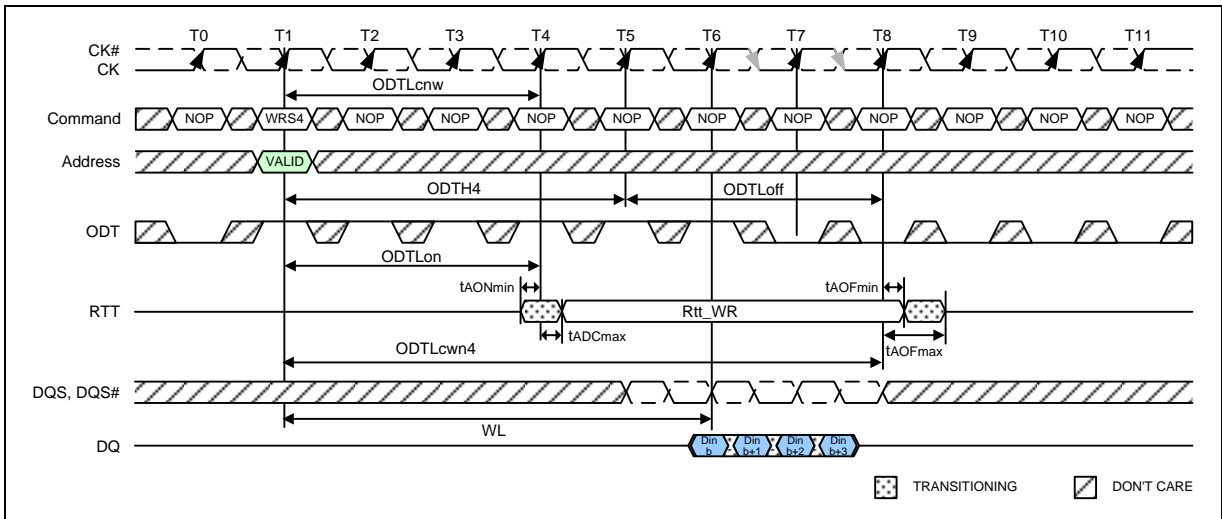 T0 T1 T2 T3 T4 T5 T6 T7 T8 T9 T10 T11
CK#
CK
ODTLcnw
Command NOP WRS4 NOP NOP NOP NOP NOP NOP NOP NOP NOP NOP
Address VALID
ODTH4 ODTLoff
ODT
ODTLon
tAONmin tAOFmin
RTT Rtt_WR
tADCmax tAOFmax
ODTLcwn4
DQS, DQS#
WL
DQ Din b Din b+1 Din b+2 Din b+3
TRANSITIONING DON'T CARE